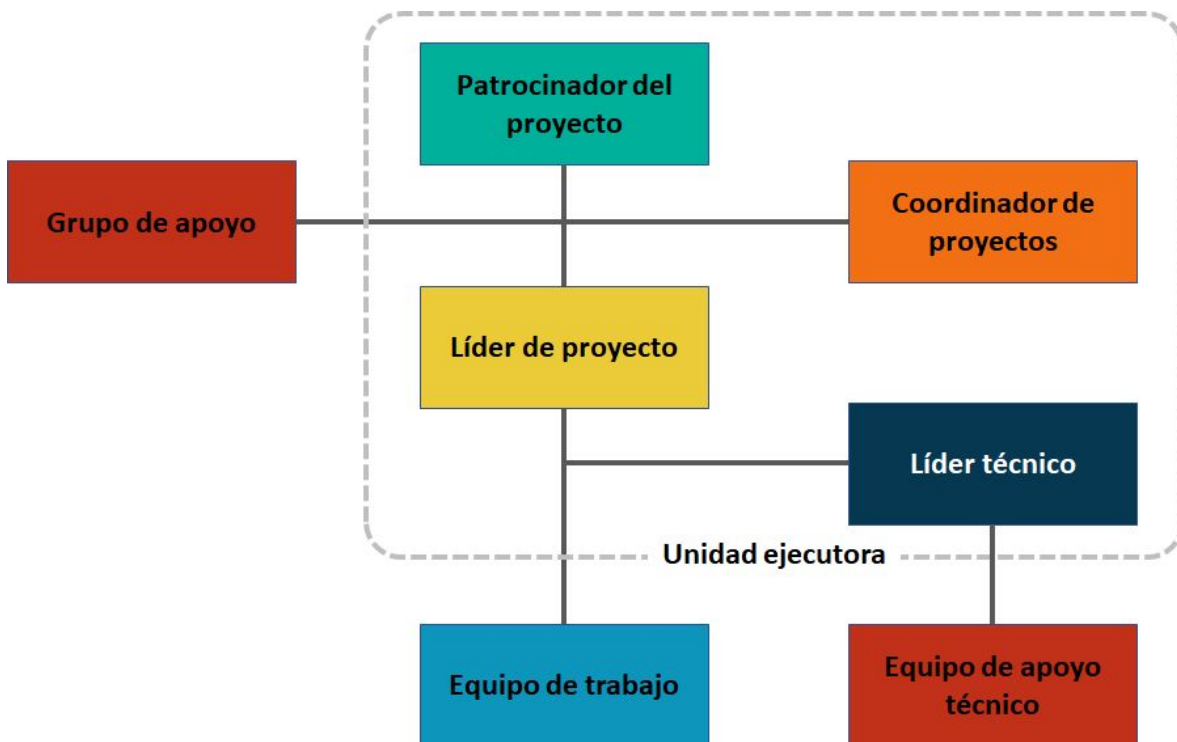 Patrocinador del
proyecto
Grupo de apoyo
Coordinador de
proyectos
Líder de proyecto
Líder técnico
Unidad ejecutora
Equipo de trabajo
Equipo de apoyo
técnico